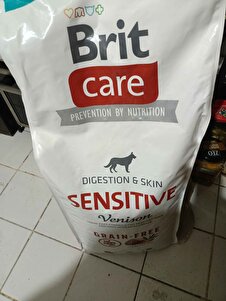 Brit
care
PREVENTION BY NUTRITION
DIGESTION & SKIN
SENSITIVE
Venison
GRAIN-FREE